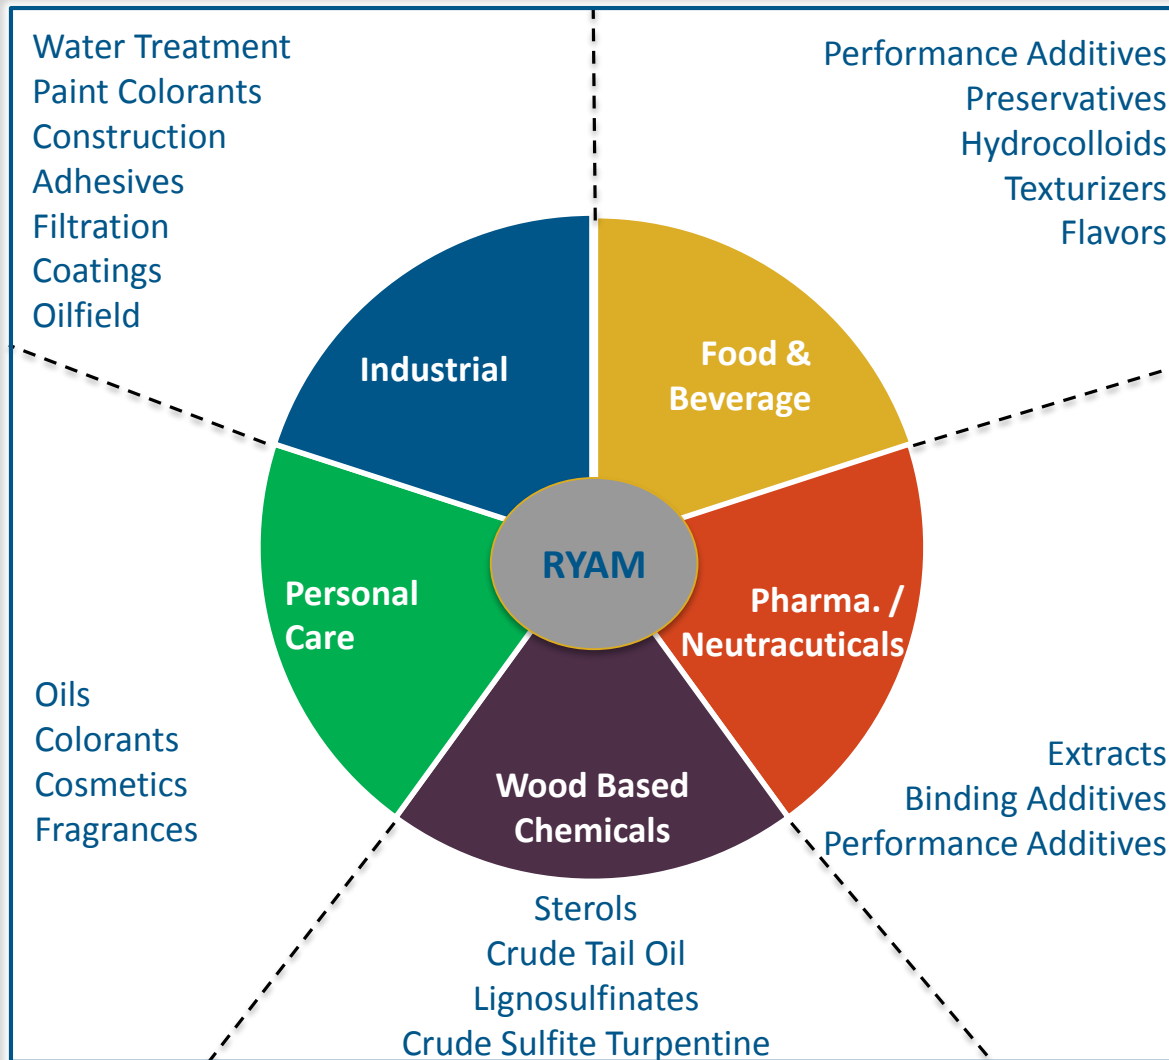 Water Treatment
Paint Colorants
Construction
Adhesives
Filtration
Coatings
Oilfield
Performance Additives
Preservatives
Hydrocolloids
Texturizers
Flavors
Industrial
Food &
Beverage
RYAM
Personal
Care
Pharma. /
Neutracuticals
Wood Based
Chemicals
Oils
Colorants
Cosmetics
Fragrances
Extracts
Binding Additives
Performance Additives
Sterols
Crude Tail Oil
Lignosulfinates
Crude Sulfite Turpentine